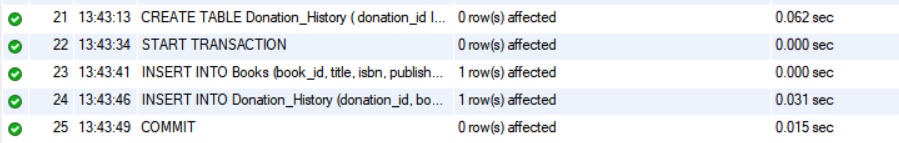 21 13:43:13 CREATE TABLE Donation_History ( donation_id I... 0 row(s) affected 0.062 sec
22 13:43:34 START TRANSACTION 0 row(s) affected 0.000 sec
23 13:43:41 INSERT INTO Books (book_id, title, isbn, publish... 1 row(s) affected 0.000 sec
24 13:43:46 INSERT INTO Donation_History (donation_id, bo... 1 row(s) affected 0.031 sec
25 13:43:49 COMMIT 0 row(s) affected 0.015 sec